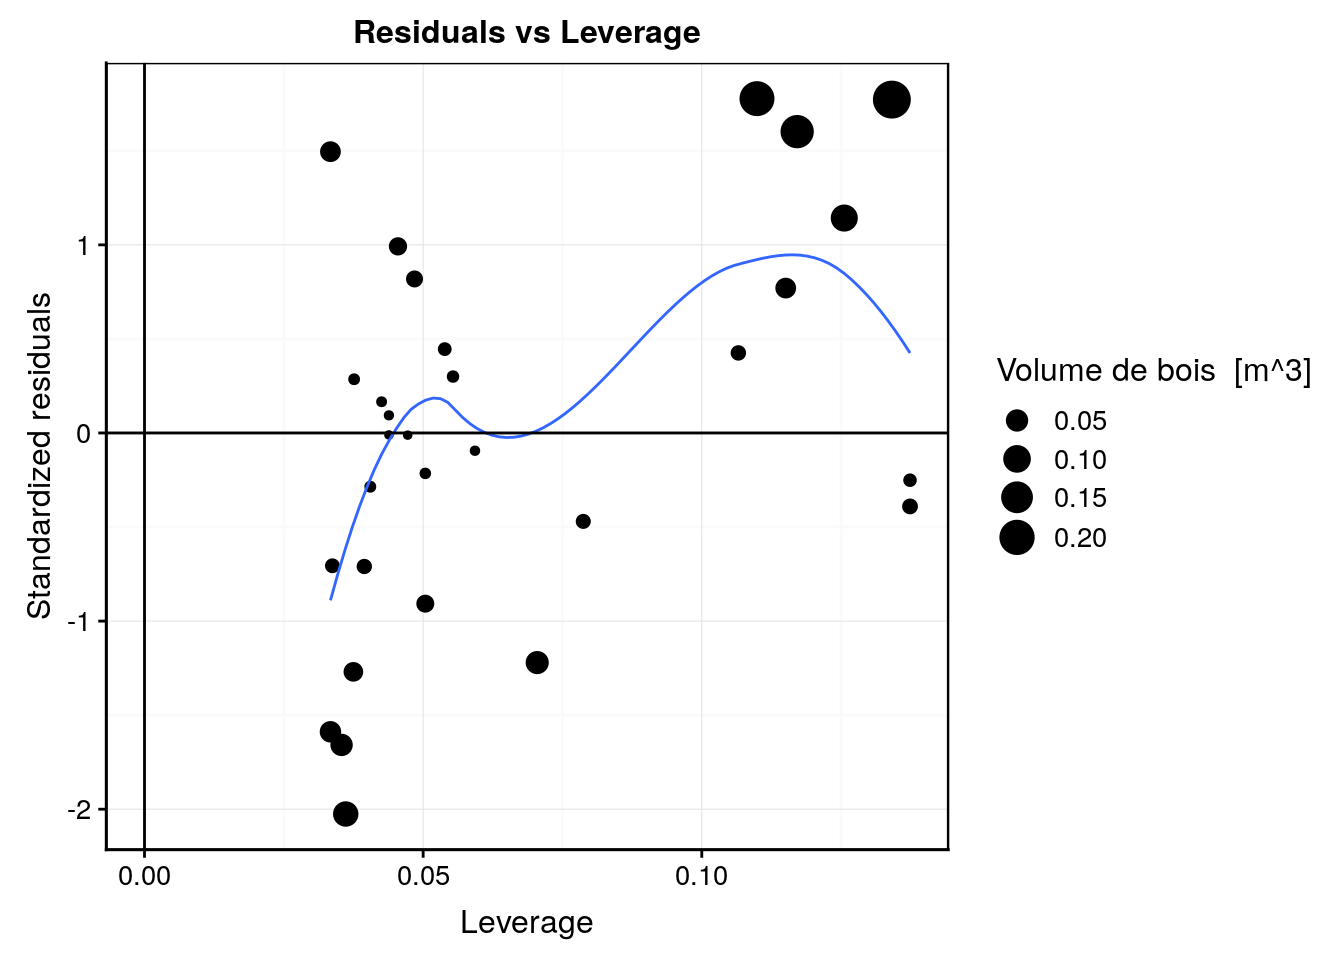 Residuals vs Leverage
Standardized residuals
1
0
-1
-2
0.00 0.05 0.10
Leverage
Volume de bois  [m^3]
0.05
0.10
0.15
0.20